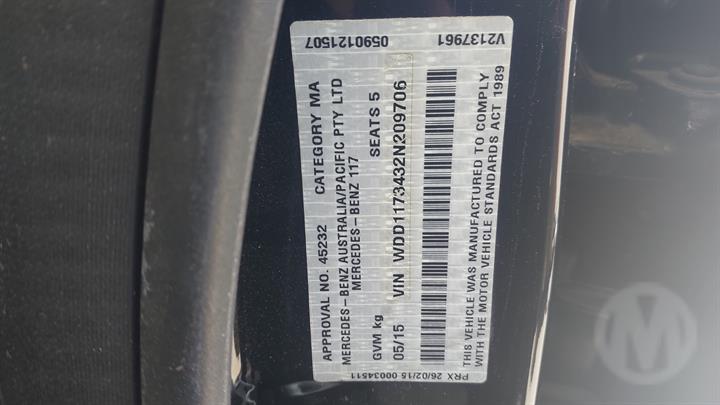 0590121507 V2137961
APPROVAL NO. 45232 CATEGORY MA
MERCEDES-BENZ AUSTRALIA/PACIFIC PTY LTD
MERCEDES-BENZ 117
GVM kg SEATS 5
05/15 VIN WDD1173432N209706
THIS VEHICLE WAS MANUFACTURED TO COMPLY
WITH THE MOTOR VEHICLE STANDARDS ACT 1989
PRX 26/02/15 00034511
M